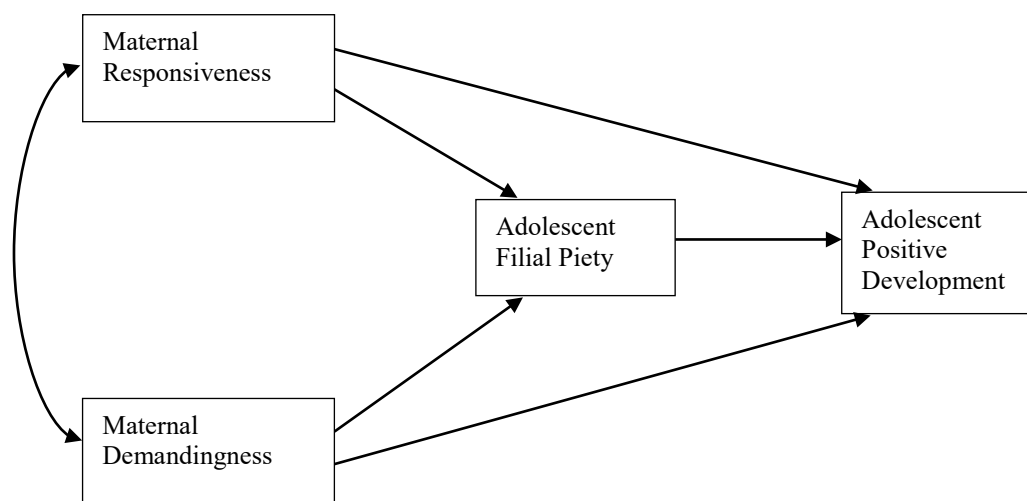 Maternal
Responsiveness
Adolescent
Filial Piety
Adolescent
Positive
Development
Maternal
Demandingness